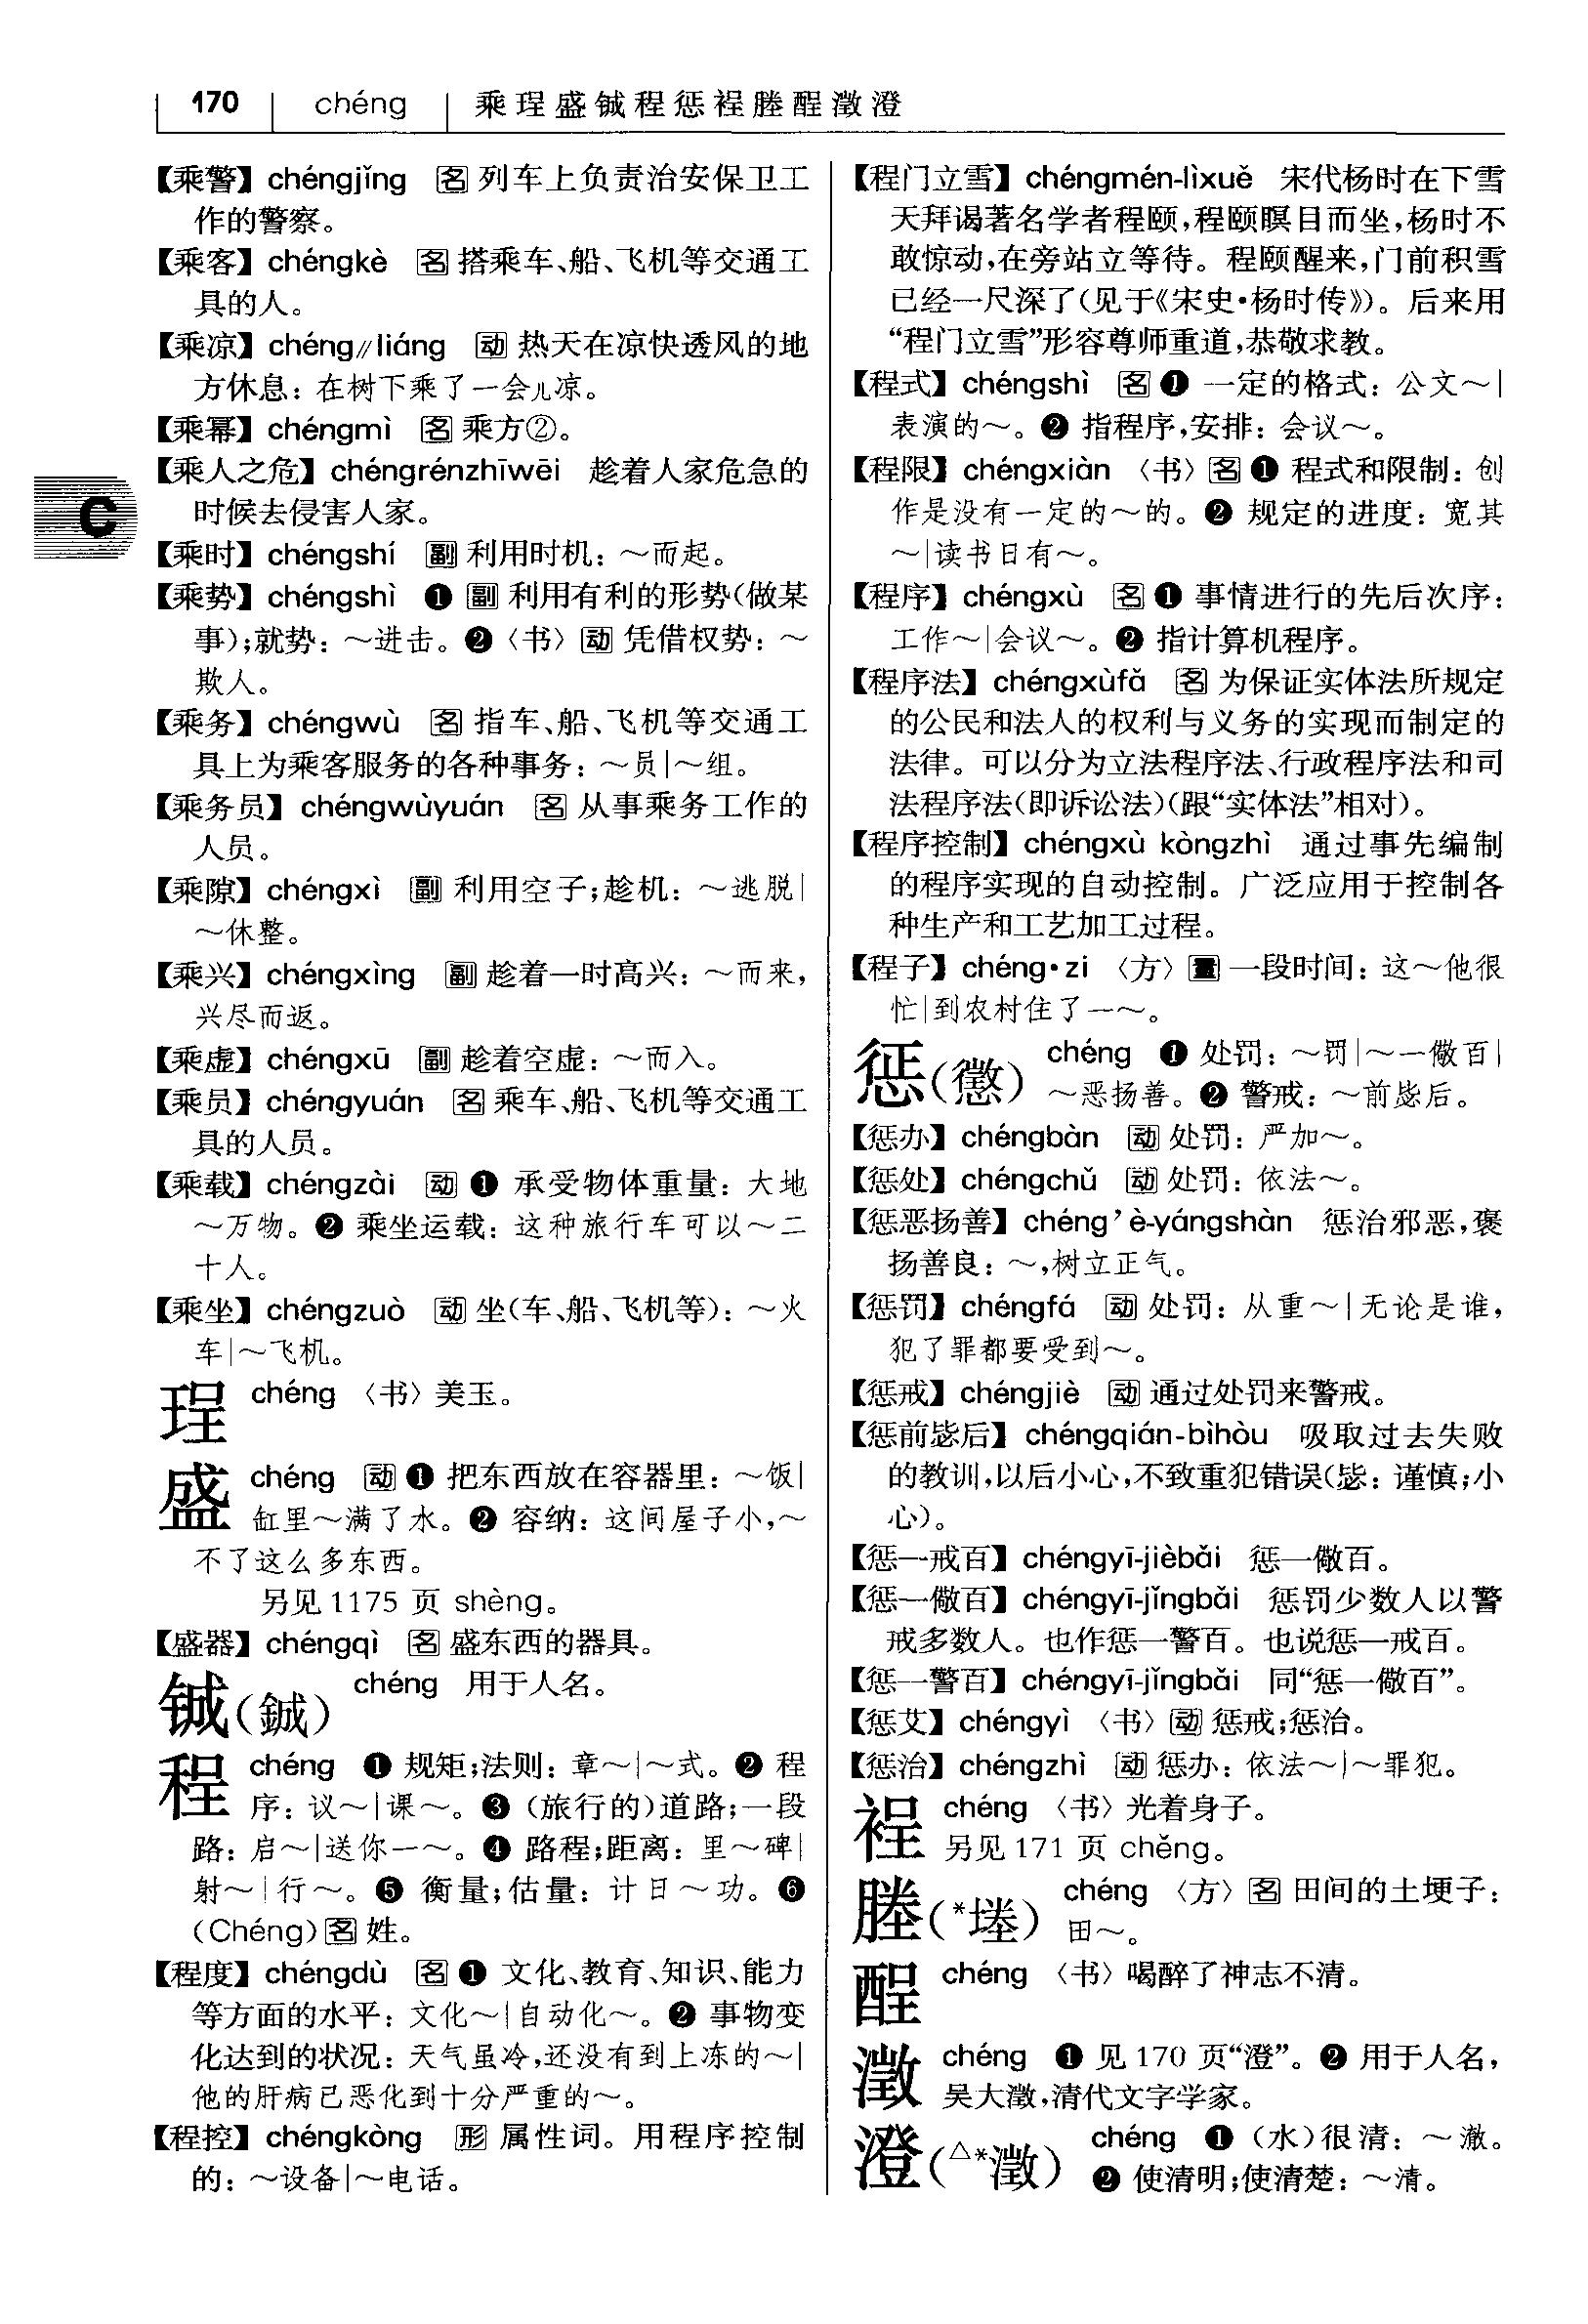 170 chéng 乘珵盛铖程惩裎塍酲澂澄
【乘警】chéngjǐng 名 列车上负责治安保卫工
作的警察。
【乘客】chéngkè 名 搭乘车、船、飞机等交通工
具的人。
【乘凉】chéng∥liáng 动 热天在凉快透风的地
方休息：在树下乘了一会儿凉。
【乘幂】chéngmì 名 乘方②。
【乘人之危】chéngrénzhīwēi 趁着人家危急的
时候去侵害人家。
C
【乘时】chéngshí 副 利用时机：～而起。
【乘势】chéngshì ❶ 副 利用有利的形势(做某
事)；就势：～进击。❷〈书〉动 凭借权势：～
欺人。
【乘务】chéngwù 名 指车、船、飞机等交通工
具上为乘客服务的各种事务：～员|～组。
【乘务员】chéngwùyuán 名 从事乘务工作的
人员。
【乘隙】chéngxì 副 利用空子；趁机：～逃脱|
～休整。
【乘兴】chéngxìng 副 趁着一时高兴：～而来，
兴尽而返。
【乘虚】chéngxū 副 趁着空虚：～而入。
【乘员】chéngyuán 名 乘车、船、飞机等交通工
具的人员。
【乘载】chéngzài 动 ❶ 承受物体重量：大地
～万物。❷ 乘坐运载：这种旅行车可以～二
十人。
【乘坐】chéngzuò 动 坐(车、船、飞机等)：～火
车|～飞机。
珵 chéng 〈书〉美玉。
盛 chéng 动 ❶ 把东西放在容器里：～饭|
缸里～满了水。❷ 容纳：这间屋子小，～
不了这么多东西。
另见1175 页 shèng。
【盛器】chéngqì 名 盛东西的器具。
铖(鋮) chéng 用于人名。
程 chéng ❶ 规矩；法则：章～|～式。❷ 程
序：议～|课～。❸ (旅行的)道路；一段
路：启～|送你一～。❹ 路程；距离：里～碑|
射～|行～。❺ 衡量；估量：计日～功。❻
(Chéng)名 姓。
【程度】chéngdù 名 ❶ 文化、教育、知识、能力
等方面的水平：文化～|自动化～。❷ 事物变
化达到的状况：天气虽冷，还没有到上冻的～|
他的肝病已恶化到十分严重的～。
【程控】chéngkòng 形 属性词。用程序控制
的：～设备|～电话。
【程门立雪】chéngmén-lìxuě 宋代杨时在下雪
天拜谒著名学者程颐，程颐瞑目而坐，杨时不
敢惊动，在旁站立等待。程颐醒来，门前积雪
已经一尺深了(见于《宋史·杨时传》)。后来用
“程门立雪”形容尊师重道，恭敬求教。
【程式】chéngshì 名 ❶ 一定的格式：公文～|
表演的～。❷ 指程序，安排：会议～。
【程限】chéngxiàn 〈书〉名 ❶ 程式和限制：创
作是没有一定的～的。❷ 规定的进度：宽其
～|读书日有～。
【程序】chéngxù 名 ❶ 事情进行的先后次序：
工作～|会议～。❷ 指计算机程序。
【程序法】chéngxùfǎ 名 为保证实体法所规定
的公民和法人的权利与义务的实现而制定的
法律。可以分为立法程序法、行政程序法和司
法程序法(即诉讼法)(跟“实体法”相对)。
【程序控制】chéngxù kòngzhì 通过事先编制
的程序实现的自动控制。广泛应用于控制各
种生产和工艺加工过程。
【程子】chéng·zi 〈方〉量 一段时间：这～他很
忙|到农村住了一～。
惩(懲) chéng ❶ 处罚：～罚|～一儆百|
～恶扬善。❷ 警戒：～前毖后。
【惩办】chéngbàn 动 处罚：严加～。
【惩处】chéngchǔ 动 处罚：依法～。
【惩恶扬善】chéng’è-yángshàn 惩治邪恶，褒
扬善良：～，树立正气。
【惩罚】chéngfá 动 处罚：从重～|无论是谁，
犯了罪都要受到～。
【惩戒】chéngjiè 动 通过处罚来警戒。
【惩前毖后】chéngqián-bìhòu 吸取过去失败
的教训，以后小心，不致重犯错误(毖：谨慎；小
心)。
【惩一戒百】chéngyī-jièbǎi 惩一儆百。
【惩一儆百】chéngyī-jǐngbǎi 惩罚少数人以警
戒多数人。也作惩一警百。也说惩一戒百。
【惩一警百】chéngyī-jǐngbǎi 同“惩一儆百”。
【惩艾】chéngyì 〈书〉动 惩戒；惩治。
【惩治】chéngzhì 动 惩办：依法～|～罪犯。
裎 chéng 〈书〉光着身子。
另见 171 页 chěng。
塍(*堘) chéng 〈方〉名 田间的土埂子：
田～。
酲 chéng 〈书〉喝醉了神志不清。
澂 chéng ❶ 见170 页“澄”。❷ 用于人名，
吴大澂，清代文字学家。
澄(△*澂) chéng ❶ (水)很清：～澈。
❷ 使清明；使清楚：～清。